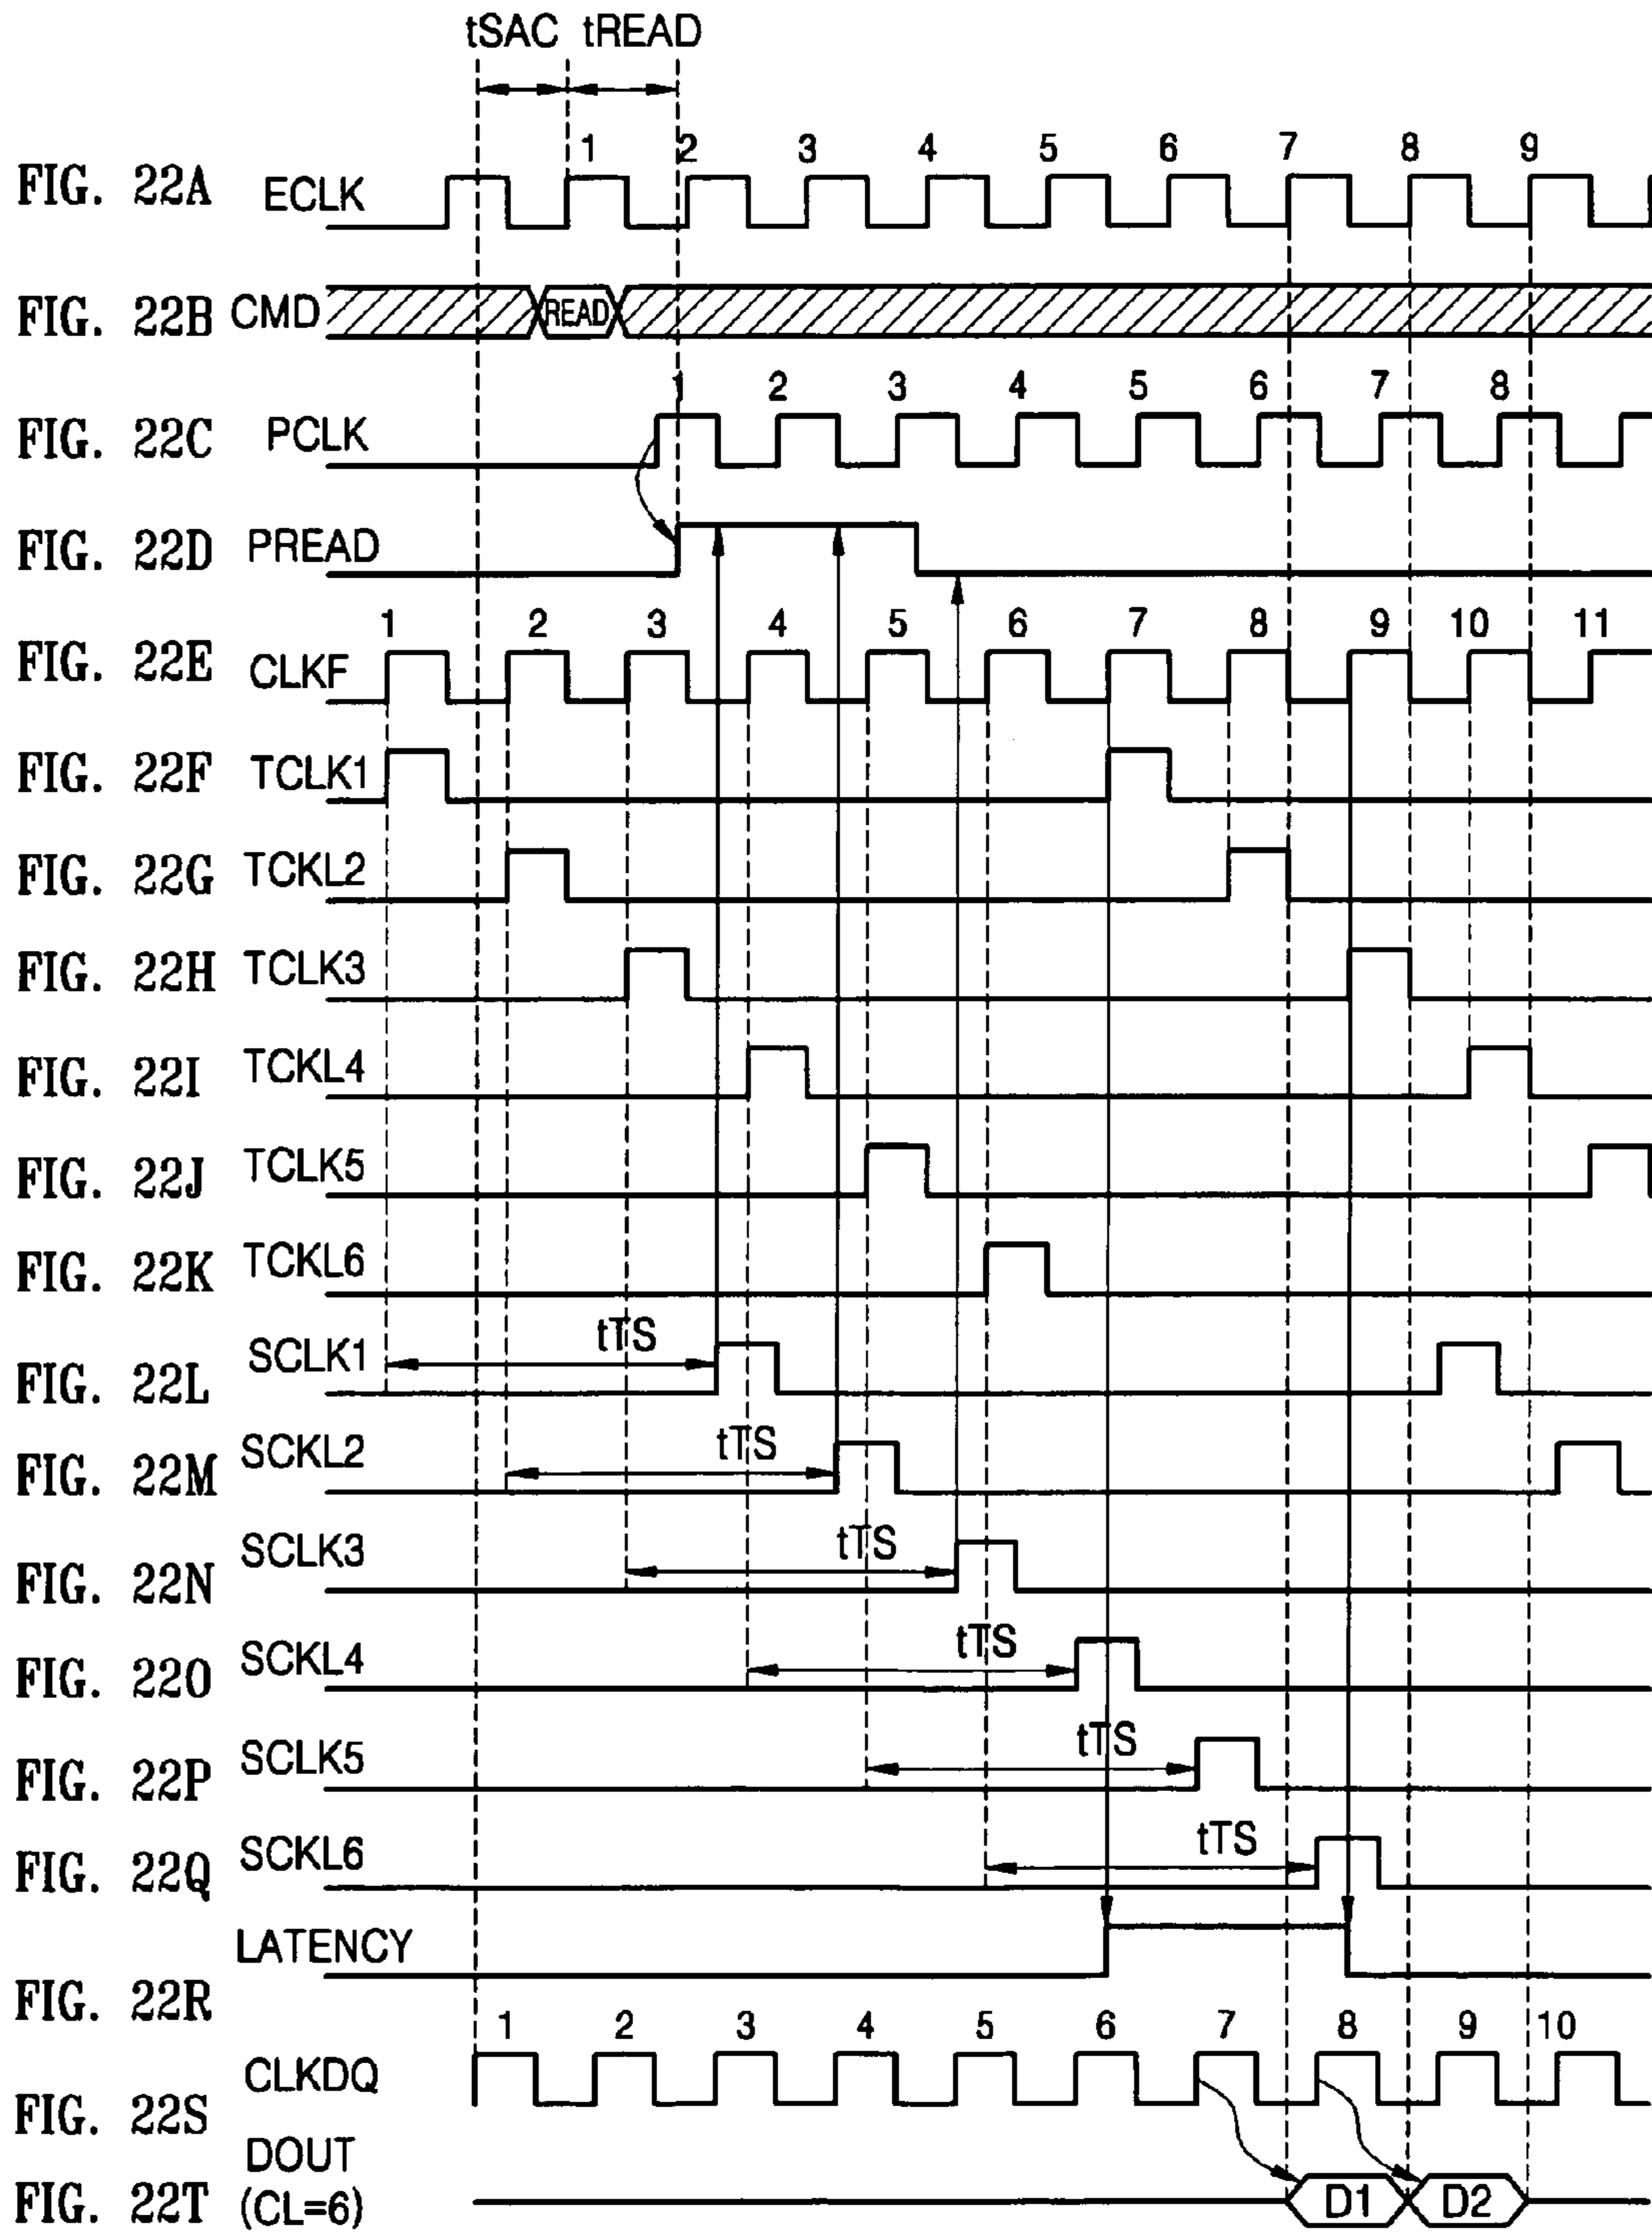 tSAC tREAD
1 2 3 4 5 6 7 8 9
FIG. 22A ECLK
FIG. 22B CMD READ
1 2 3 4 5 6 7 8
FIG. 22C PCLK
FIG. 22D PREAD
1 2 3 4 5 6 7 8 9 10 11
FIG. 22E CLKF
FIG. 22F TCLK1
FIG. 22G TCKL2
FIG. 22H TCLK3
FIG. 22I TCKL4
FIG. 22J TCLK5
FIG. 22K TCKL6
FIG. 22L SCLK1 tTS
FIG. 22M SCKL2 tTS
FIG. 22N SCLK3 tTS
FIG. 22O SCKL4 tTS
FIG. 22P SCLK5 tTS
FIG. 22Q SCKL6 tTS
FIG. 22R LATENCY
1 2 3 4 5 6 7 8 9 10
FIG. 22S CLKDQ
FIG. 22T DOUT
(CL=6) D1 D2